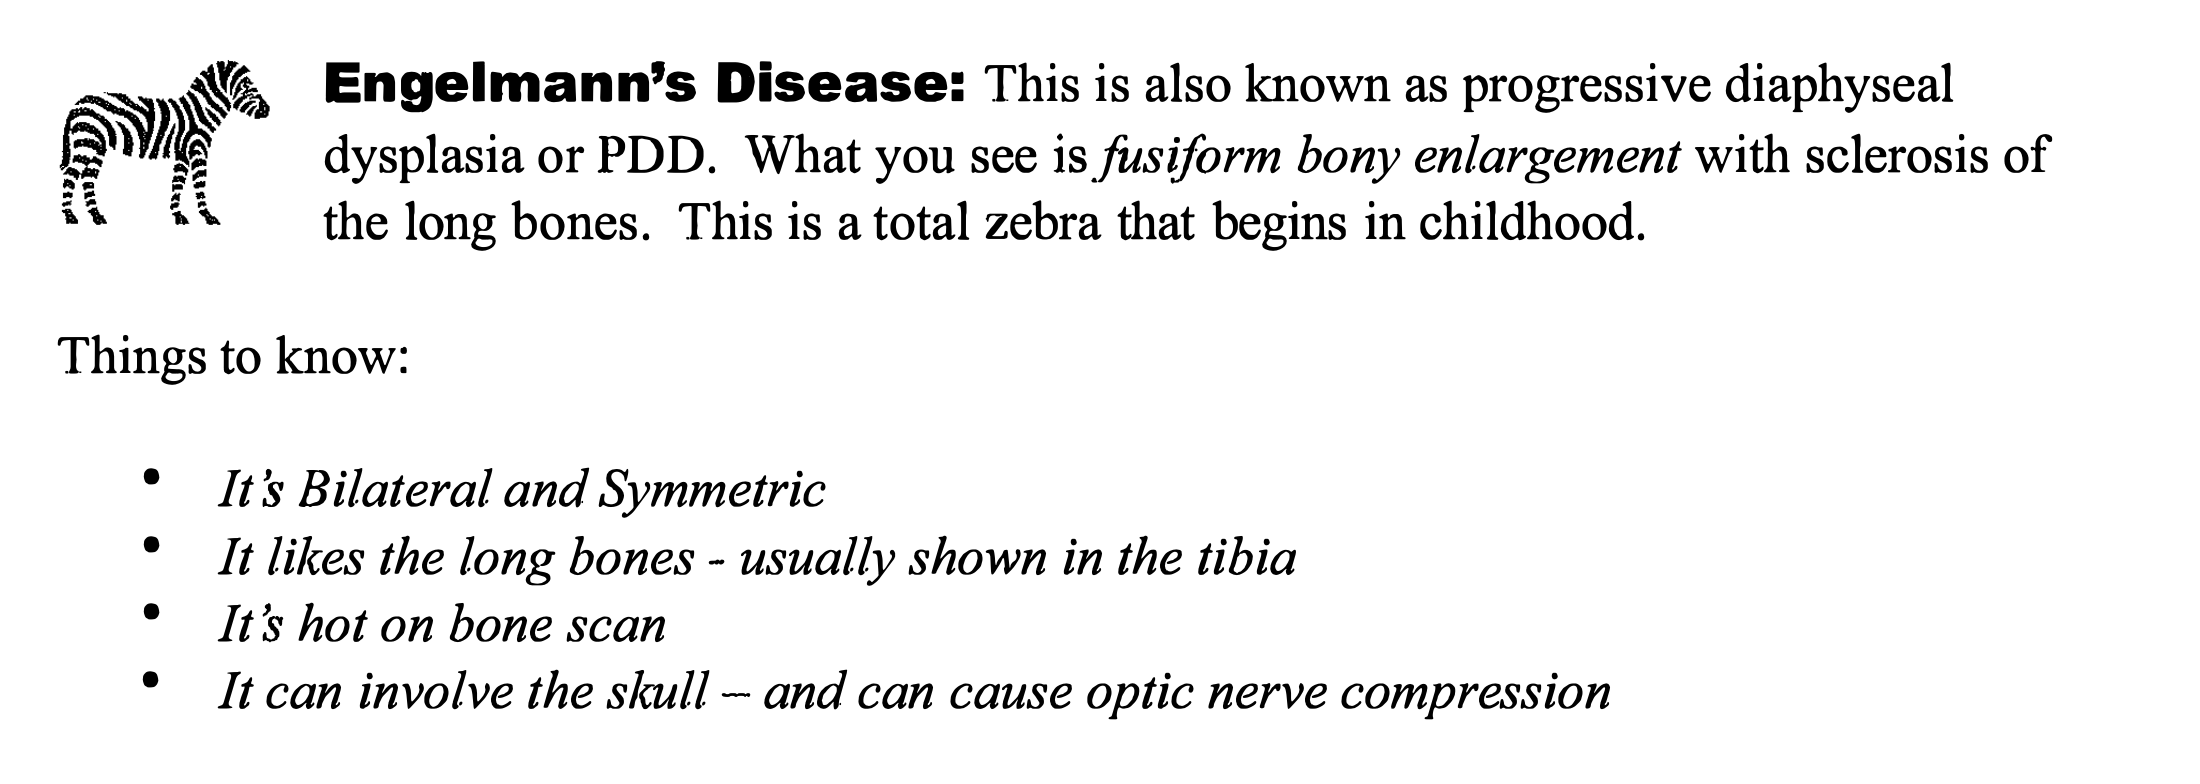 Engelmann’s Disease: This is also known as progressive diaphyseal
dysplasia or PDD. What you see is fusiform bony enlargement with sclerosis of
the long bones. This is a total zebra that begins in childhood.
Things to know:
• It’s Bilateral and Symmetric
• It likes the long bones - usually shown in the tibia
• It’s hot on bone scan
• It can involve the skull – and can cause optic nerve compression